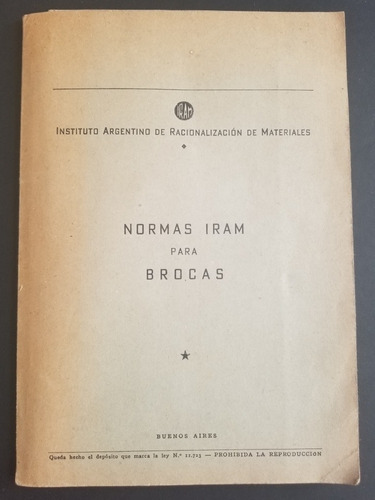 IRAM
INSTITUTO ARGENTINO DE RACIONALIZACIÓN DE MATERIALES
NORMAS IRAM
PARA
BROCAS
BUENOS AIRES
Queda hecho el depósito que marca la ley N.º 11.723 — PROHIBIDA LA REPRODUCCIÓN